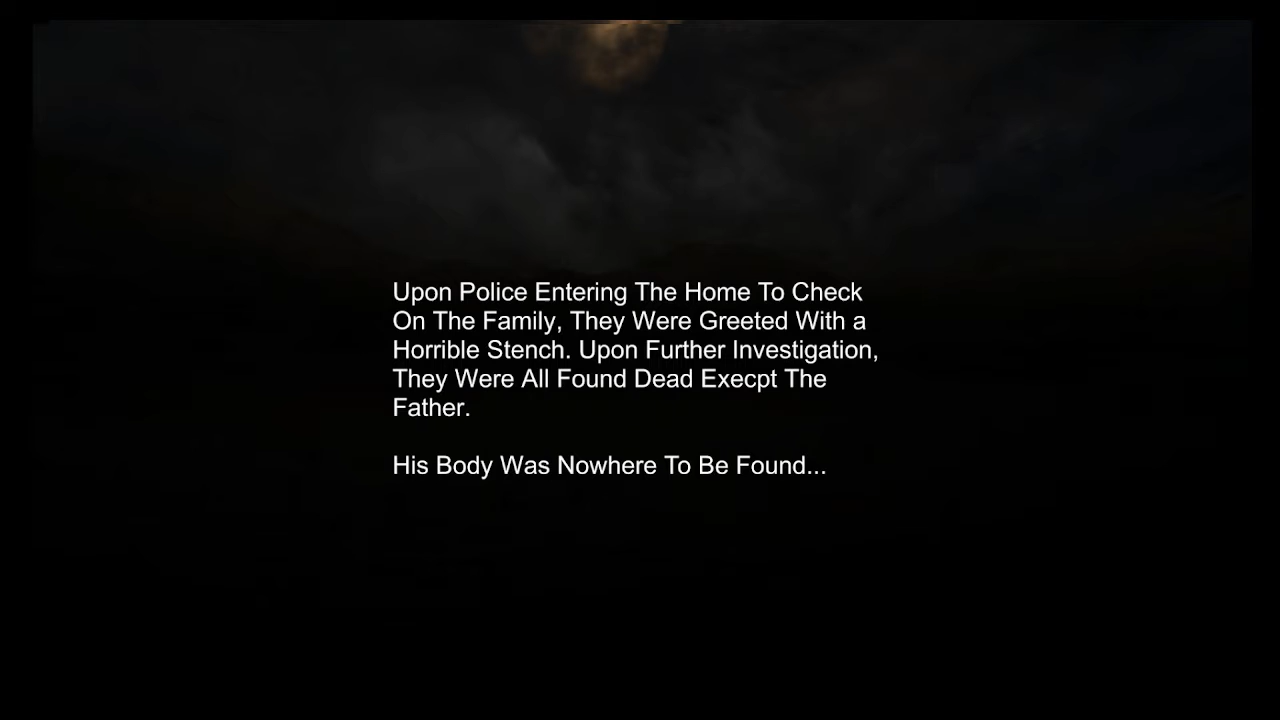 Upon Police Entering The Home To Check
On The Family, They Were Greeted With a
Horrible Stench. Upon Further Investigation,
They Were All Found Dead Execpt The
Father.
His Body Was Nowhere To Be Found...